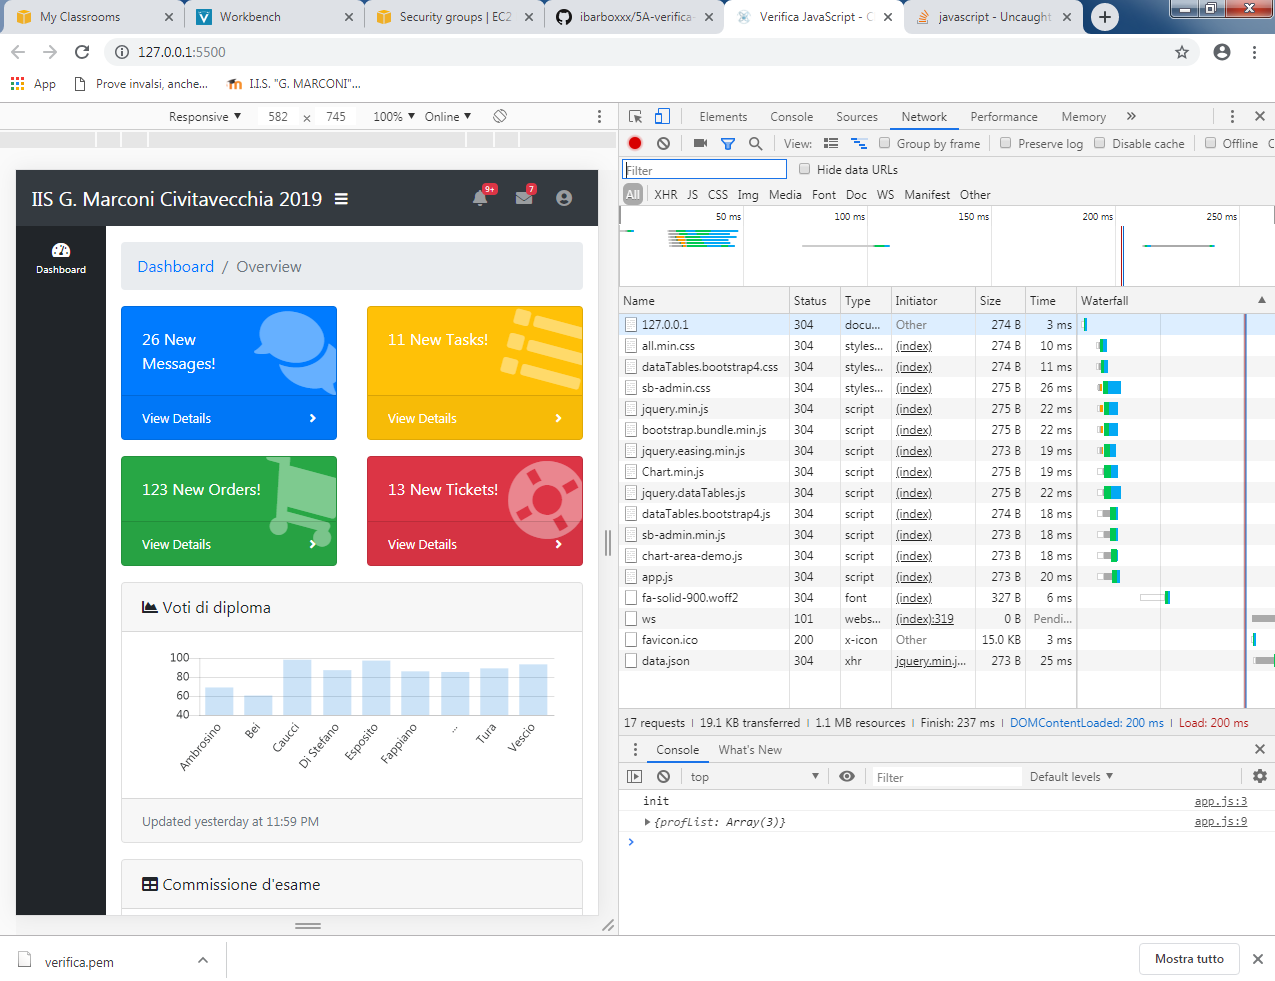 My Classrooms
Workbench
Security groups | EC2
ibarboxxx/5A-verifica-
Verifica JavaScript - C
javascript - Uncaught
127.0.0.1:5500
App
Prove invalsi, anche...
I.I.S. "G. MARCONI"...
Responsive ▼ 582 × 745 100% ▼ Online ▼
Elements Console Sources Network Performance Memory »
View: Group by frame Preserve log Disable cache Offline C
Filter Hide data URLs
All XHR JS CSS Img Media Font Doc WS Manifest Other
50 ms 100 ms 150 ms 200 ms 250 ms
IIS G. Marconi Civitavecchia 2019
9+
7
Dashboard
Dashboard / Overview
26 New Messages!
View Details
11 New Tasks!
View Details
123 New Orders!
View Details
13 New Tickets!
View Details
Voti di diploma
100
80
60
40
Ambrosino Bei Caucci Di Stefano Esposito Fappiano ... Tura Vescio
Updated yesterday at 11:59 PM
Commissione d'esame
Name Status Type Initiator Size Time Waterfall
127.0.0.1 304 docu... Other 274 B 3 ms
all.min.css 304 styles... (index) 274 B 10 ms
dataTables.bootstrap4.css 304 styles... (index) 274 B 11 ms
sb-admin.css 304 styles... (index) 275 B 26 ms
jquery.min.js 304 script (index) 275 B 22 ms
bootstrap.bundle.min.js 304 script (index) 275 B 22 ms
jquery.easing.min.js 304 script (index) 273 B 19 ms
Chart.min.js 304 script (index) 275 B 19 ms
jquery.dataTables.js 304 script (index) 275 B 22 ms
dataTables.bootstrap4.js 304 script (index) 274 B 18 ms
sb-admin.min.js 304 script (index) 273 B 18 ms
chart-area-demo.js 304 script (index) 273 B 18 ms
app.js 304 script (index) 273 B 20 ms
fa-solid-900.woff2 304 font (index) 327 B 6 ms
ws 101 webs... (index):319 0 B Pendi...
favicon.ico 200 x-icon Other 15.0 KB 3 ms
data.json 304 xhr jquery.min.j... 273 B 25 ms
17 requests | 19.1 KB transferred | 1.1 MB resources | Finish: 237 ms | DOMContentLoaded: 200 ms | Load: 200 ms
Console What's New
top ▼ Filter Default levels ▼
init app.js:3
▶ {profList: Array(3)} app.js:9
verifica.pem
Mostra tutto